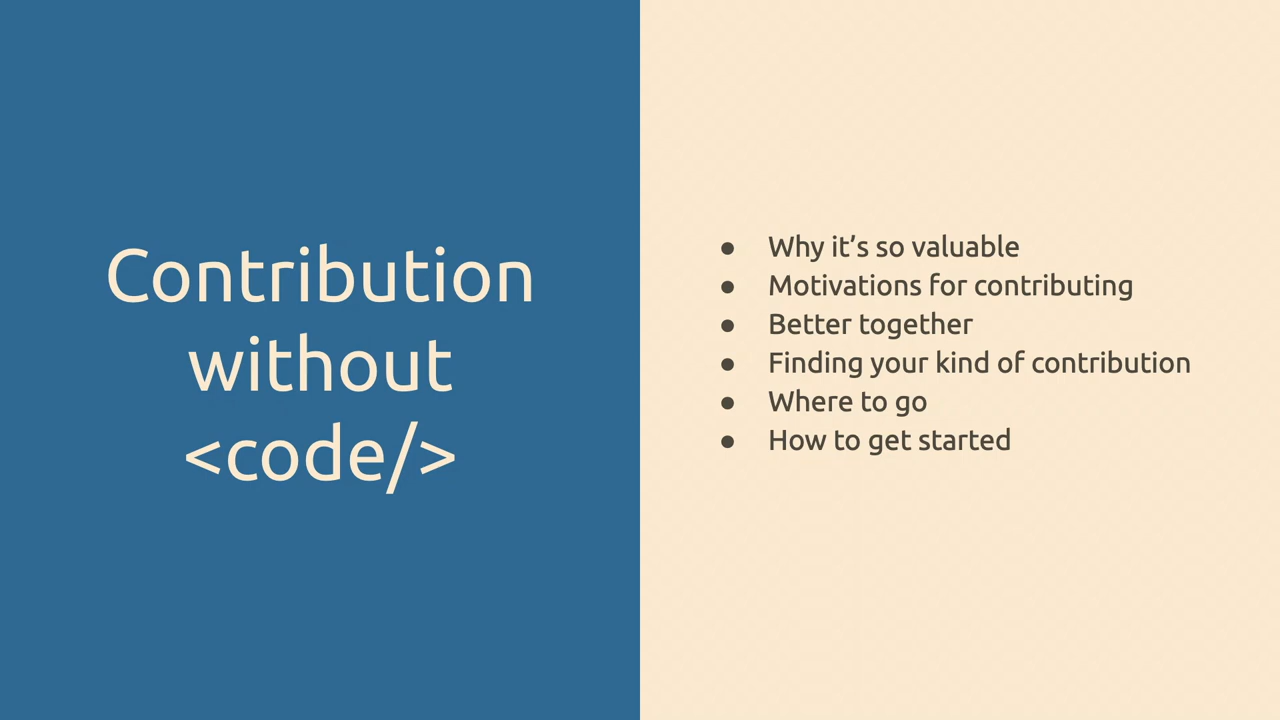 Contribution
without
<code/>
● Why it’s so valuable
● Motivations for contributing
● Better together
● Finding your kind of contribution
● Where to go
● How to get started